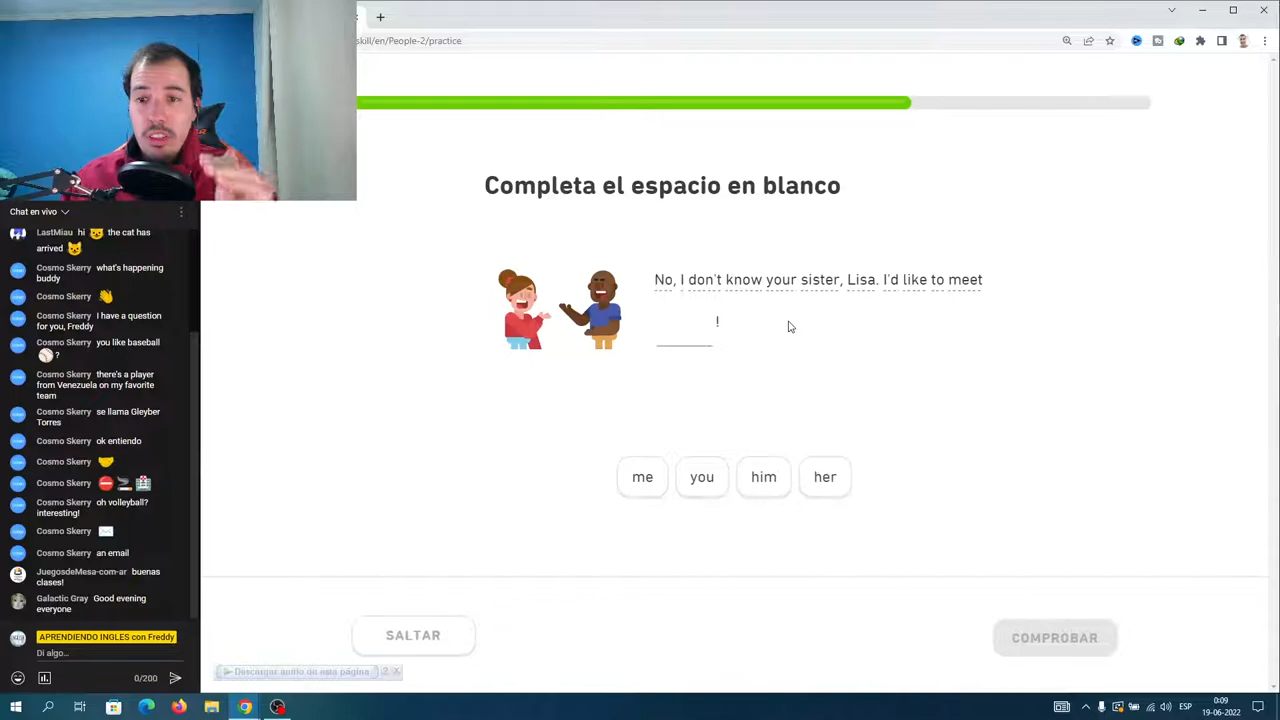 skill/en/People-2/practice
Completa el espacio en blanco
No, I don't know your sister, Lisa. I'd like to meet
!
me
you
him
her
SALTAR
COMPROBAR
Descargar audio de esta página
?
Chat en vivo
LastMiau hi the cat has
arrived
Cosmo Skerry what's happening
buddy
Cosmo Skerry
Cosmo Skerry I have a question
for you, Freddy
Cosmo Skerry you like baseball
?
Cosmo Skerry there's a player
from Venezuela on my favorite
team
Cosmo Skerry se llama Gleyber
Torres
Cosmo Skerry ok entiendo
Cosmo Skerry
Cosmo Skerry
Cosmo Skerry oh volleyball?
interesting!
Cosmo Skerry
Cosmo Skerry an email
JuegosdeMesa-com-ar buenas
clases!
Galactic Gray Good evening
everyone
APRENDIENDO INGLES con Freddy
Di algo…
0/200
ESP
0:09
19-06-2022